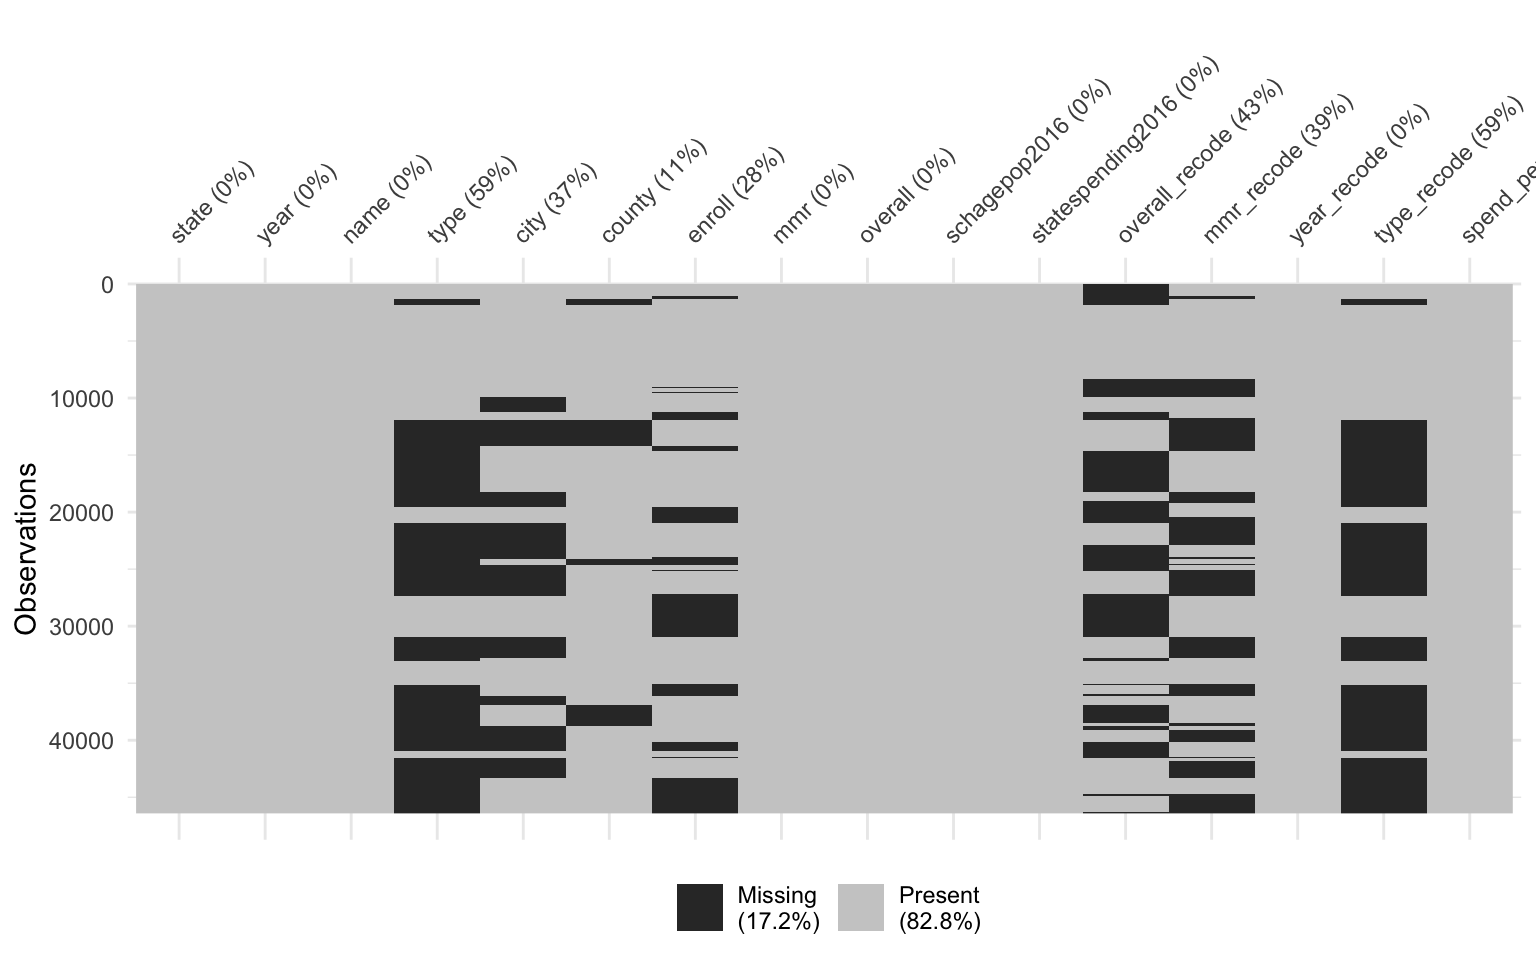 state (0%)
year (0%)
name (0%)
type (59%)
city (37%)
county (11%)
enroll (28%)
mmr (0%)
overall (0%)
schagepop2016 (0%)
statespending2016 (0%)
overall_recode (43%)
mmr_recode (39%)
year_recode (0%)
type_recode (59%)
spend_pe
0
10000
20000
30000
40000
Observations
Missing
(17.2%)
Present
(82.8%)